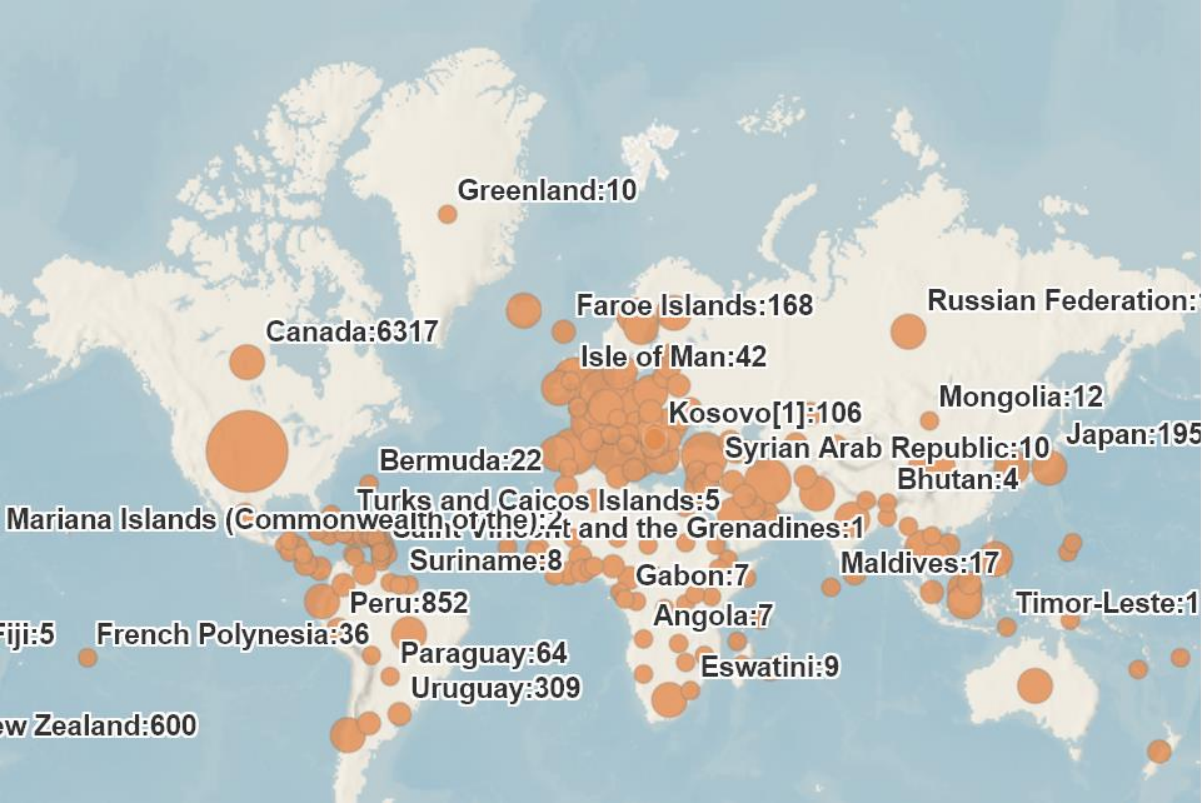 Greenland:10
Russian Federation:
Faroe Islands:168
Canada:6317
Isle of Man:42
Mongolia:12
Kosovo[1]:106
Japan:195
Syrian Arab Republic:10
Bermuda:22
Bhutan:4
Turks and Caicos Islands:5
Mariana Islands (Commonwealth of the):2
Saint Vincent and the Grenadines:1
Suriname:8
Maldives:17
Gabon:7
Peru:852
Timor-Leste:1
Angola:7
Fiji:5
French Polynesia:36
Paraguay:64
Eswatini:9
Uruguay:309
ew Zealand:600